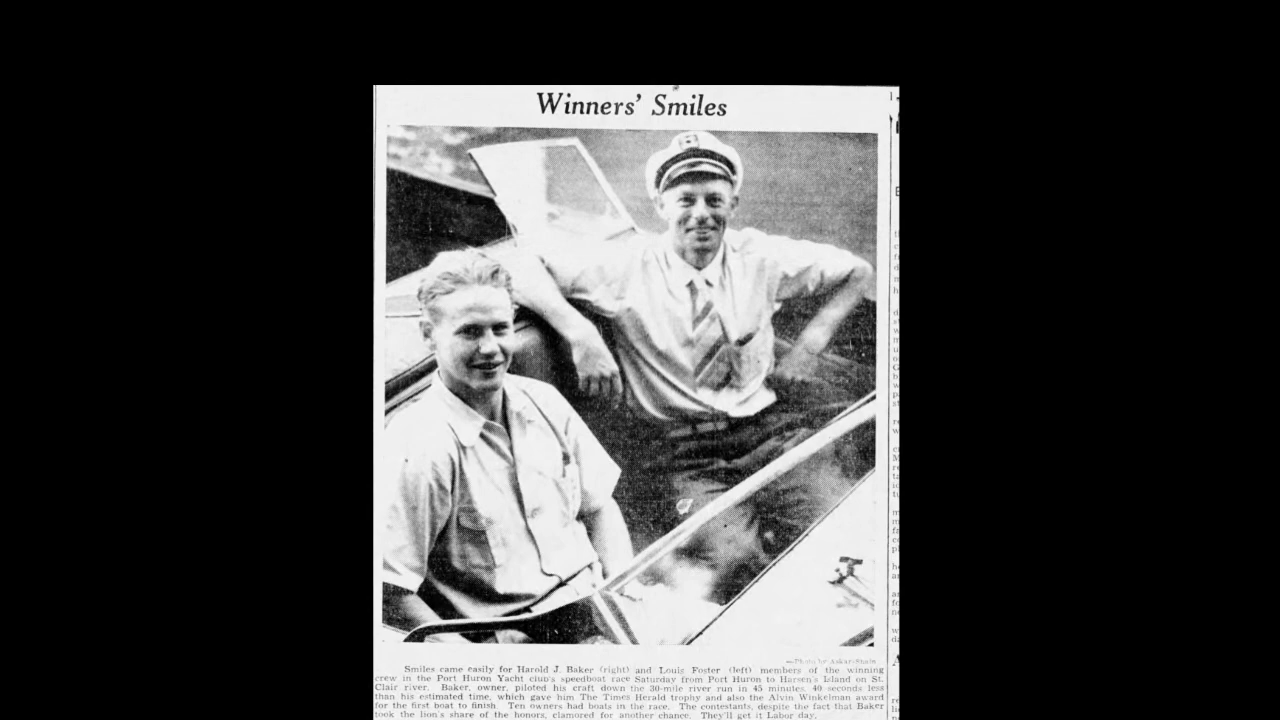 Winners' Smiles
—Photo by Askar-Shain
Smiles came easily for Harold J. Baker (right) and Louis Foster (left) members of the winning
crew in the Port Huron Yacht club's speedboat race Saturday from Port Huron to Harsen's Island on St.
Clair river. Baker, owner, piloted his craft down the 30-mile river run in 45 minutes, 40 seconds less
than his estimated time, which gave him The Times Herald trophy and also the Alvin Winkelman award
for the first boat to finish. Ten owners had boats in the race. The contestants, despite the fact that Baker
took the lion's share of the honors, clamored for another chance. They'll get it Labor day.